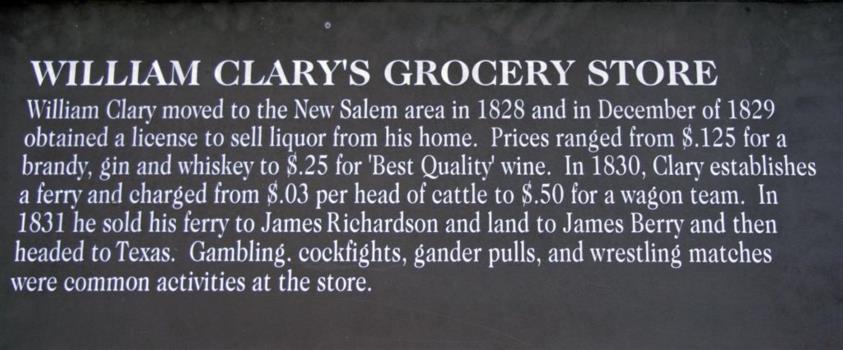 WILLIAM CLARY'S GROCERY STORE
William Clary moved to the New Salem area in 1828 and in December of 1829
obtained a license to sell liquor from his home.  Prices ranged from $.125 for a
brandy, gin and whiskey to $.25 for 'Best Quality' wine.  In 1830, Clary establishes
a ferry and charged from $.03 per head of cattle to $.50 for a wagon team.  In
1831 he sold his ferry to James Richardson and land to James Berry and then
headed to Texas.  Gambling. cockfights, gander pulls, and wrestling matches
were common activities at the store.